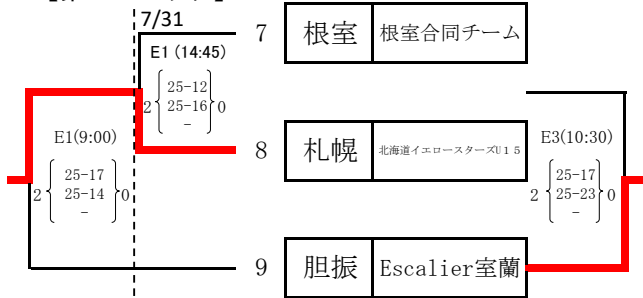 7/31
E1 (14:45)
2 25-12 0
25-16
-
7 根室 根室合同チーム
8 札幌 北海道イエロースターズU15
9 胆振 Escalier室蘭
E1(9:00)
2 25-17 0
25-14
-
E3(10:30)
2 25-17 0
25-23
-